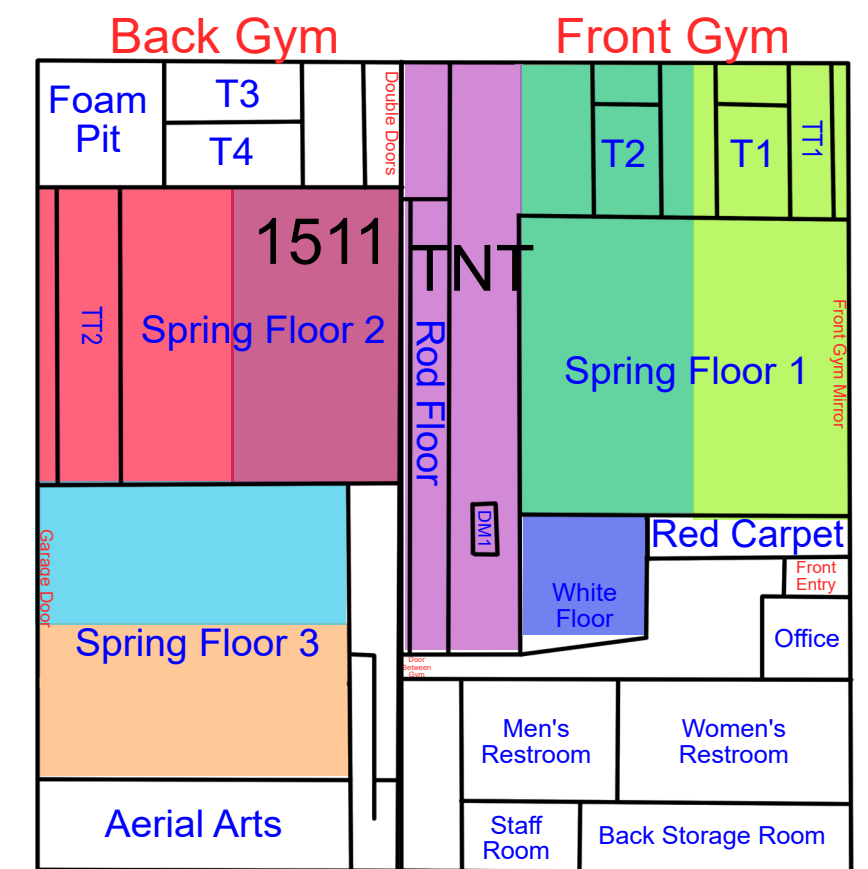 Back Gym
Front Gym
Foam
Pit
T3
T4
Double Doors
T2
T1
TT1
1511
TNT
TT2
Spring Floor 2
Rod Floor
Spring Floor 1
Front Gym Mirror
DM1
Red Carpet
Garage Door
White
Floor
Front
Entry
Spring Floor 3
Office
Door
Between
Gym
Men's
Restroom
Women's
Restroom
Aerial Arts
Staff
Room
Back Storage Room